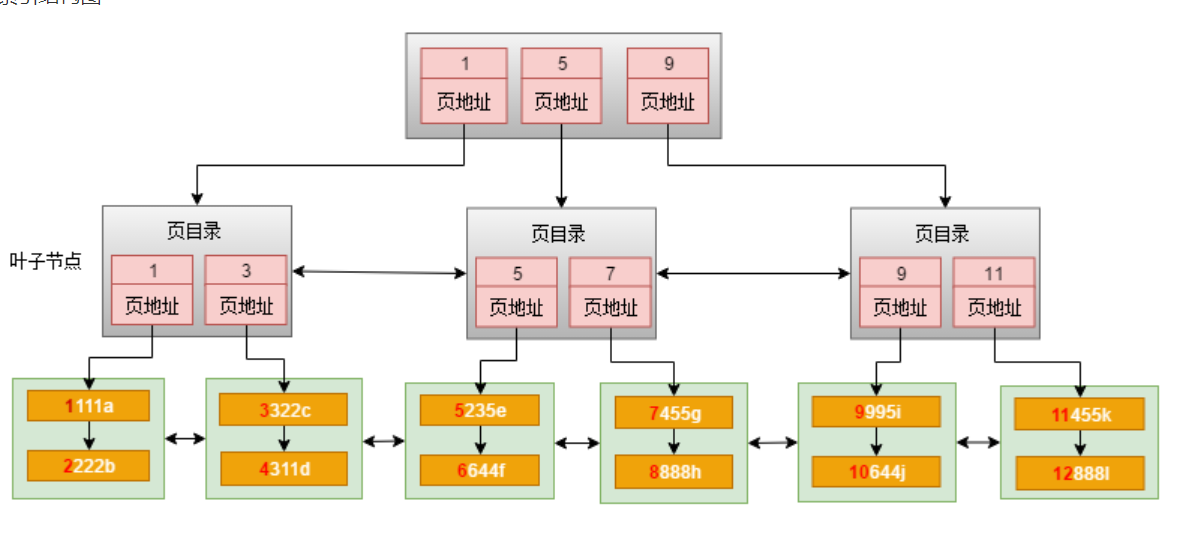 1 5 9
页地址 页地址 页地址
页目录 页目录 页目录
叶子节点
1 3 5 7 9 11
页地址 页地址 页地址 页地址 页地址 页地址
1111a 3322c 5235e 7455g 9995i 11455k
2222b 4311d 6644f 8888h 10644j 12888l